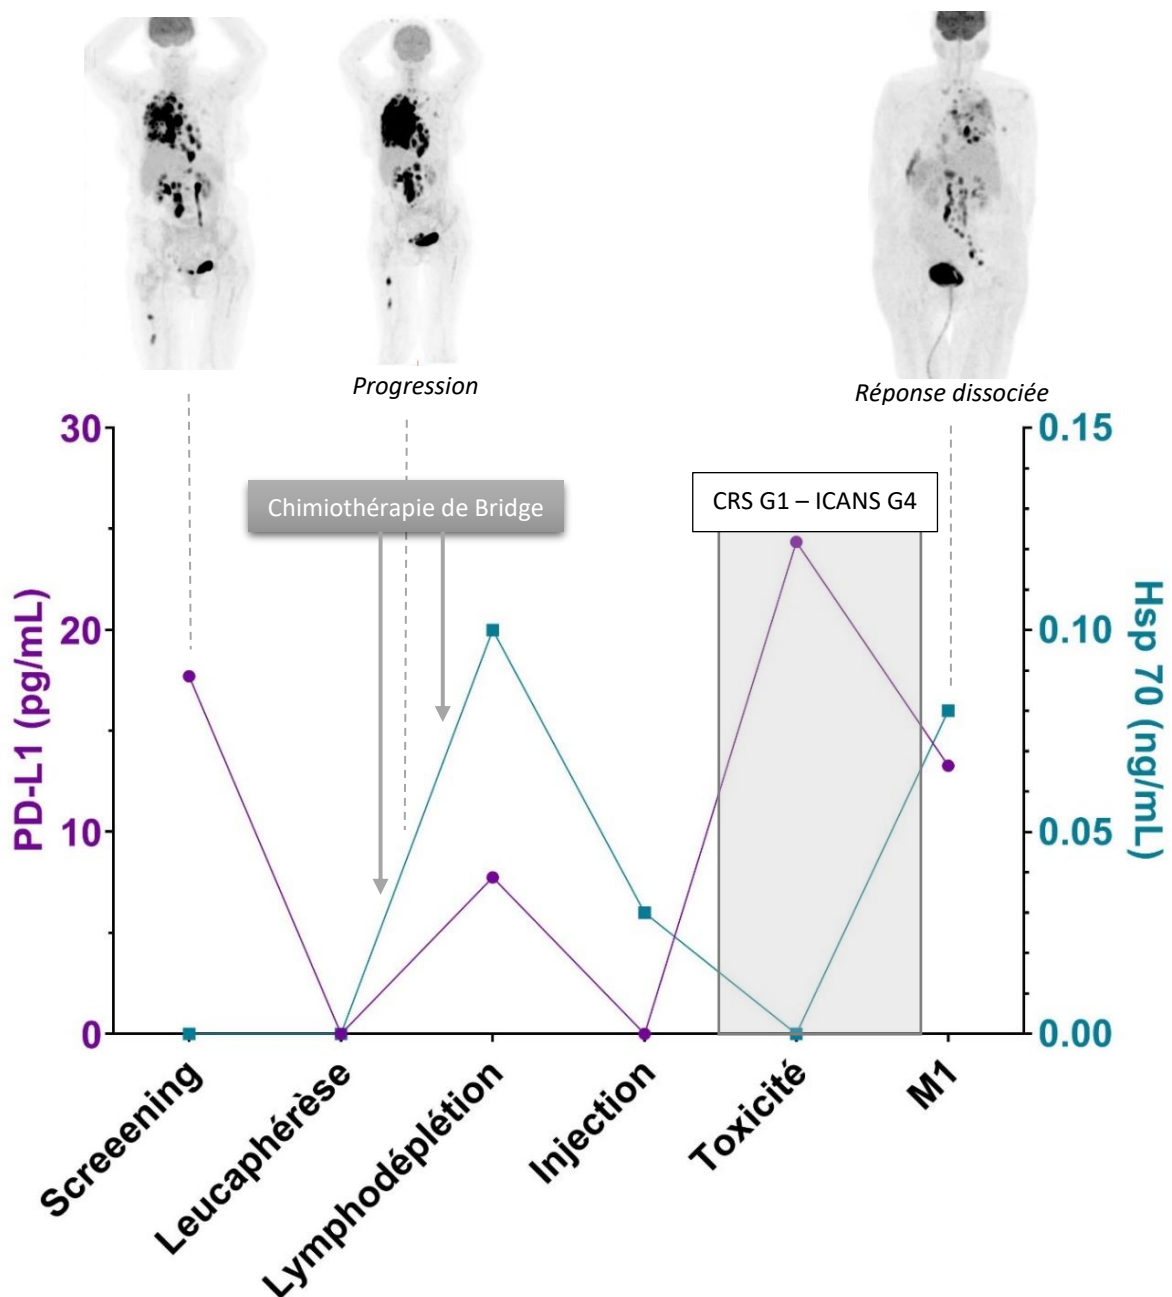 Progression
Réponse dissociée
30
0.15
Chimiothérapie de Bridge
CRS G1 – ICANS G4
PD-L1 (pg/mL)
Hsp 70 (ng/mL)
20
0.10
10
0.05
0
0.00
Screeening
Leucaphérèse
Lymphodéplétion
Injection
Toxicité
M1